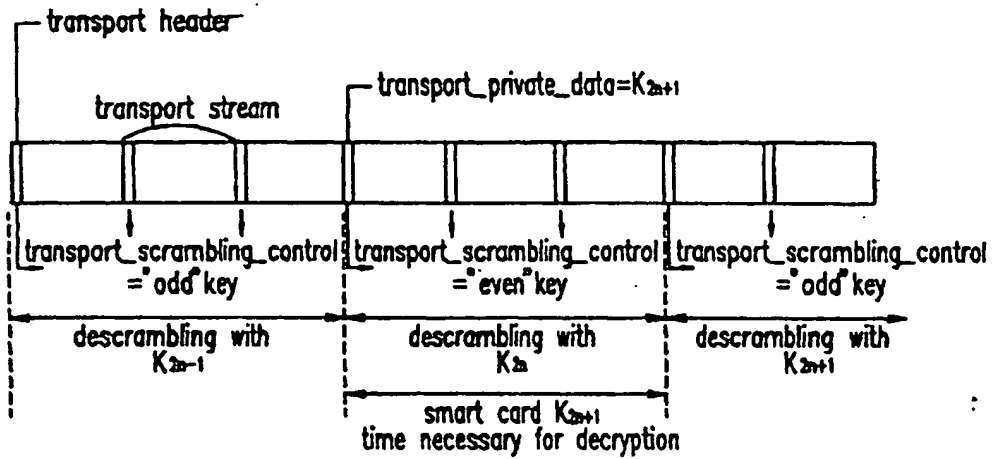 transport header
transport_private_data=K2n+1
transport stream
transport_scrambling_control
="odd" key
transport_scrambling_control
="even" key
transport_scrambling_control
="odd" key
descrambling with
K2n-1
descrambling with
K2n
descrambling with
K2n+1
smart card K2n+1
time necessary for decryption